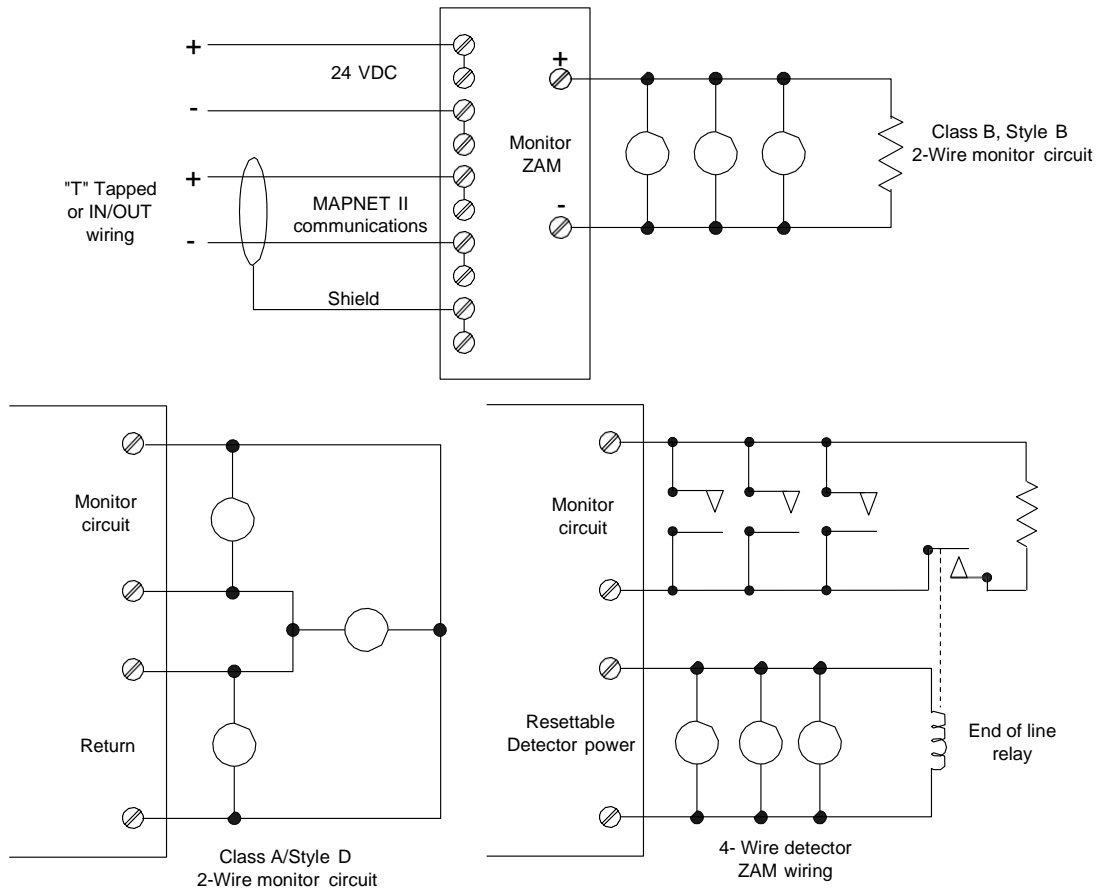 +
24 VDC
-
+
"T" Tapped
or IN/OUT
wiring
MAPNET II
communications
-
Shield
+
Monitor
ZAM
-
Class B, Style B
2-Wire monitor circuit
Monitor
circuit
Return
Class A/Style D
2-Wire monitor circuit
Monitor
circuit
Resettable
Detector power
End of line
relay
4- Wire detector
ZAM wiring